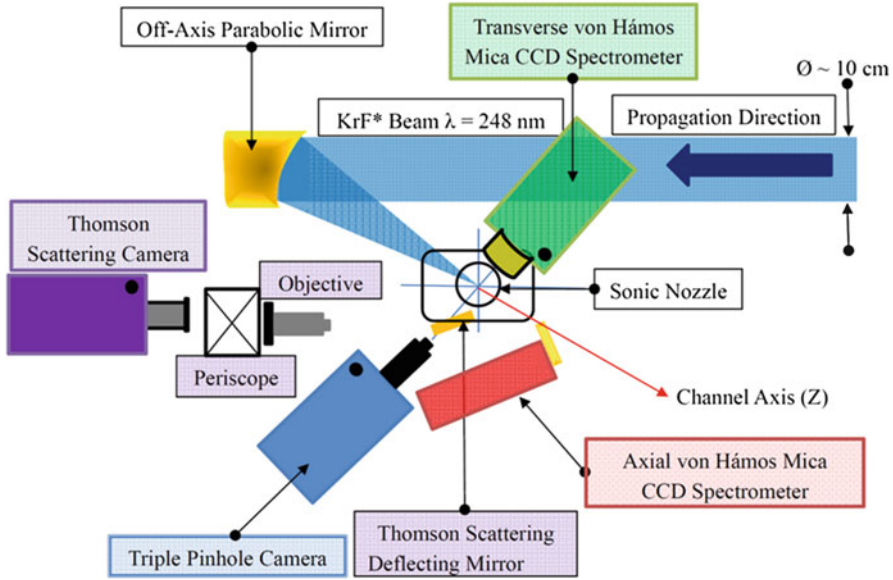 Off-Axis Parabolic Mirror
Transverse von Hámos
Mica CCD Spectrometer
Ø ~ 10 cm
KrF* Beam λ = 248 nm
Propagation Direction
Thomson
Scattering Camera
Objective
Sonic Nozzle
Periscope
Channel Axis (Z)
Axial von Hámos Mica
CCD Spectrometer
Triple Pinhole Camera
Thomson Scattering
Deflecting Mirror